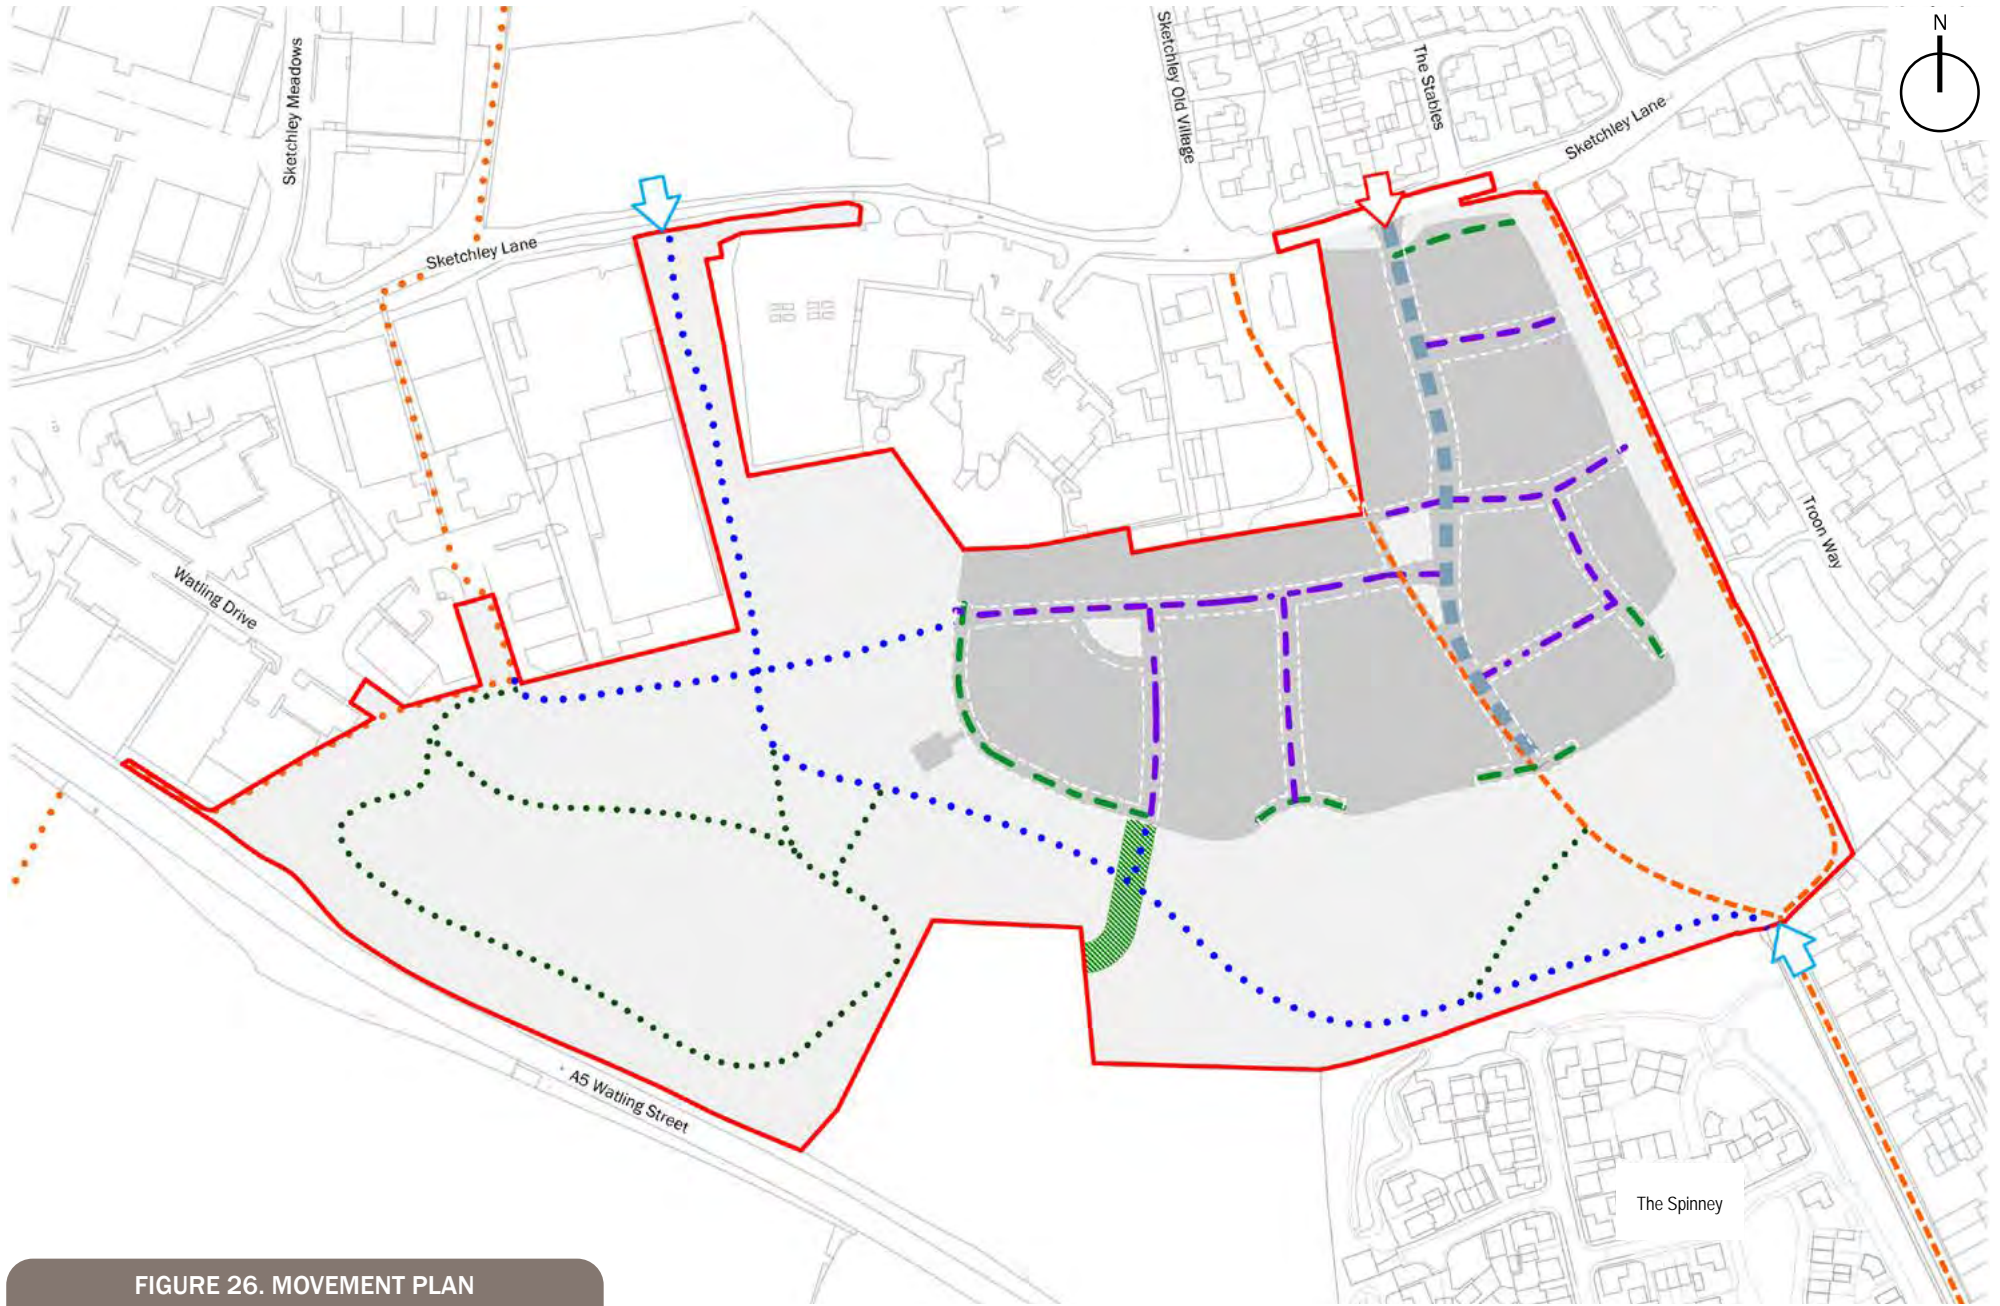 N
Sketchley Meadows
Sketchley Old Village
The Stables
Sketchley Lane
Sketchley Lane
Troon Way
Watling Drive
A5 Watling Street
The Spinney
FIGURE 26. MOVEMENT PLAN